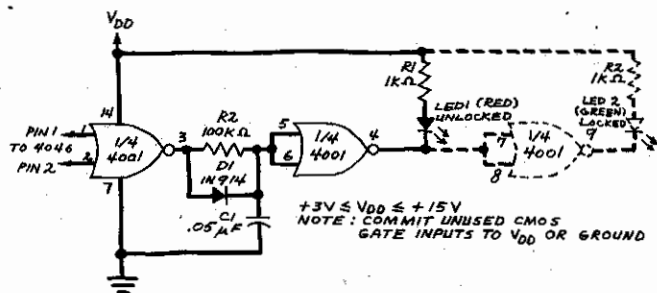 VDD
14
PIN 1
1
TO 4046
PIN 2
2
1/4
4001
7
3
R2
100KΩ
D1
1N914
C1
.05µF
5
6
1/4
4001
4
R1
1KΩ
LED1 (RED)
UNLOCKED
R2
1KΩ
LED 2
(GREEN)
LOCKED
7
8
1/4
4001
9
+3V ≤ VDD ≤ +15V
NOTE: COMMIT UNUSED CMOS
GATE INPUTS TO VDD OR GROUND